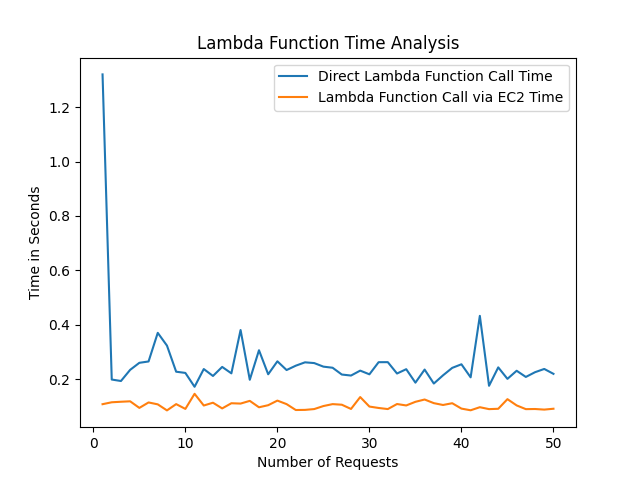 Lambda Function Time Analysis
Direct Lambda Function Call Time
Lambda Function Call via EC2 Time
Time in Seconds
1.2
1.0
0.8
0.6
0.4
0.2
0
10
20
30
40
50
Number of Requests